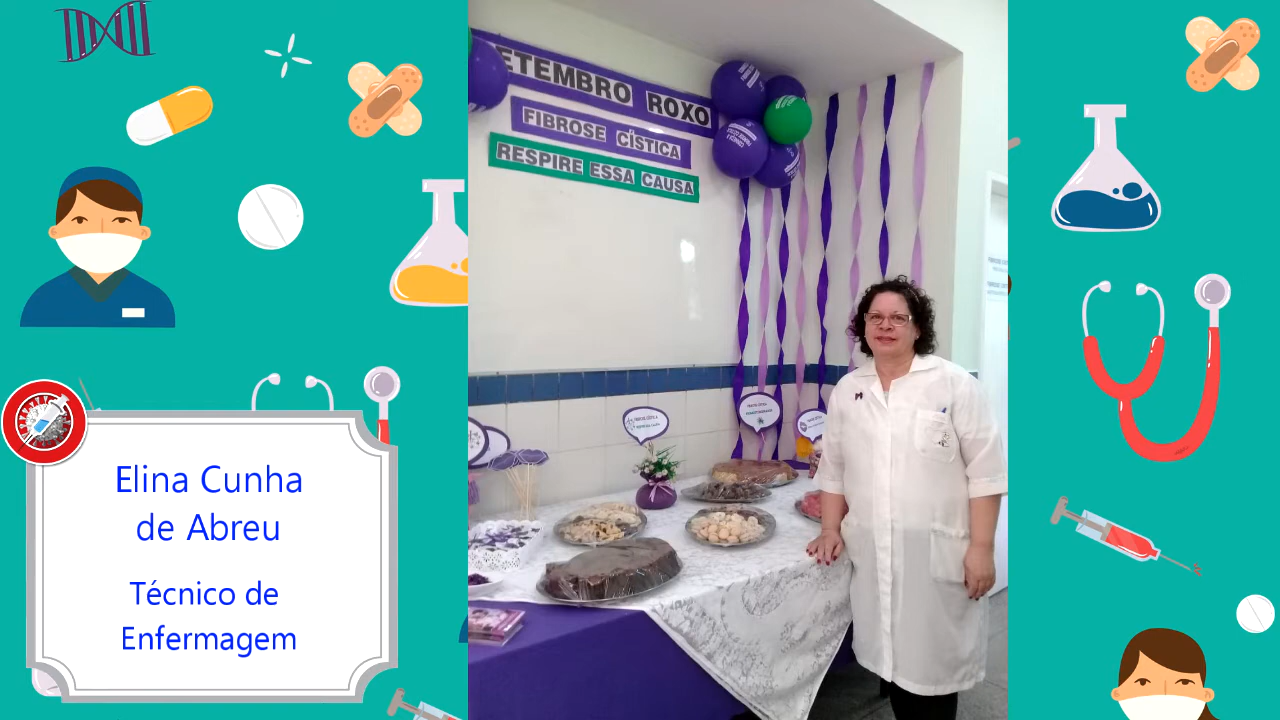 ETEMBRO ROXO
FIBROSE CÍSTICA
RESPIRE ESSA CAUSA
Elina Cunha
de Abreu
Técnico de
Enfermagem